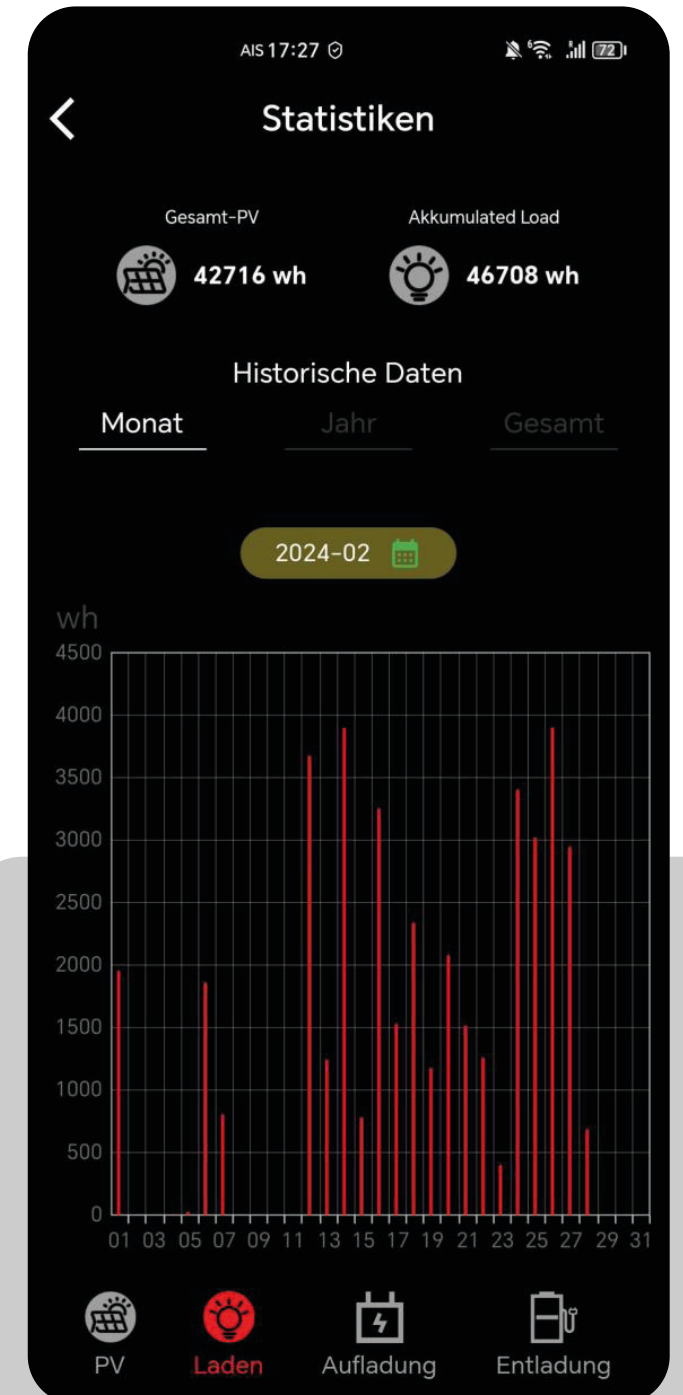 AIS 17:27 72
Statistiken
Gesamt-PV Akkumulated Load
42716 wh 46708 wh
Historische Daten
Monat Jahr Gesamt
2024-02
wh
4500
4000
3500
3000
2500
2000
1500
1000
500
0
01 03 05 07 09 11 13 15 17 19 21 23 25 27 29 31
PV Laden Aufladung Entladung